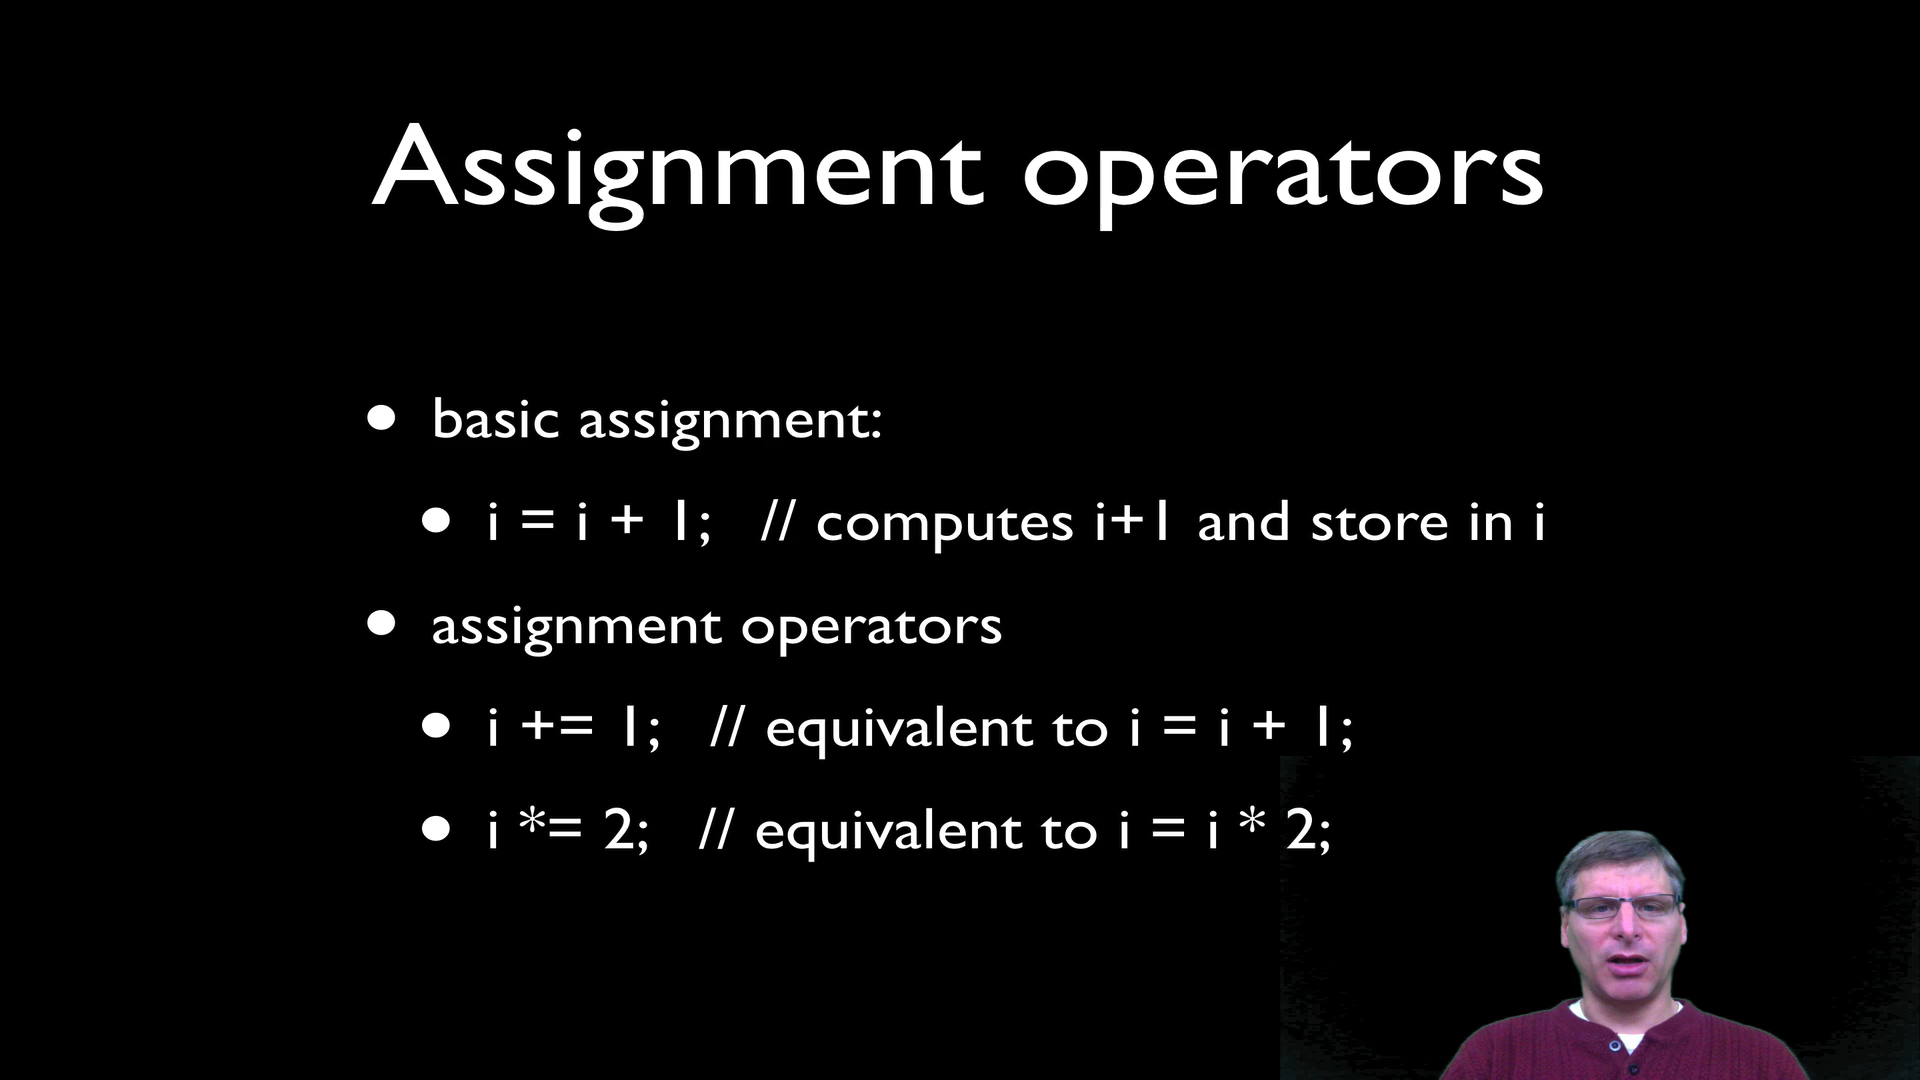 Assignment operators
basic assignment:
i = i + 1; // computes i+1 and store in i
assignment operators
i += 1; // equivalent to i = i + 1;
i *= 2; // equivalent to i = i * 2;